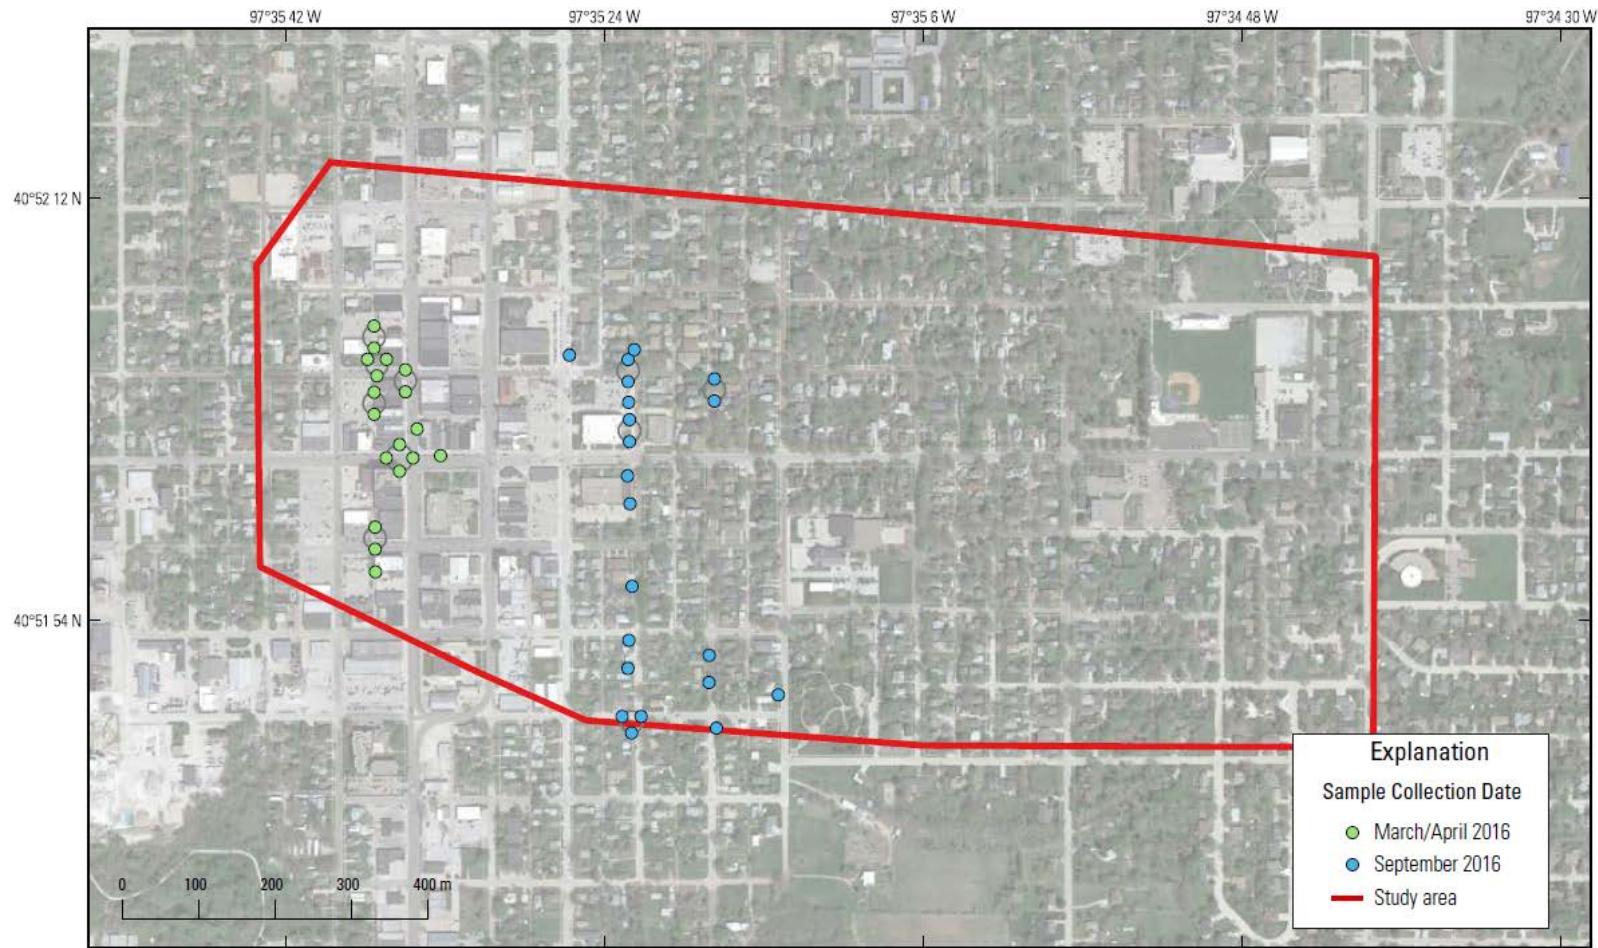 97°35 42 W 97°35 24 W 97°35 6 W 97°34 48 W 97°34 30 W
40°52 12 N
40°51 54 N
Explanation
Sample Collection Date
March/April 2016
September 2016
Study area
0 100 200 300 400 m